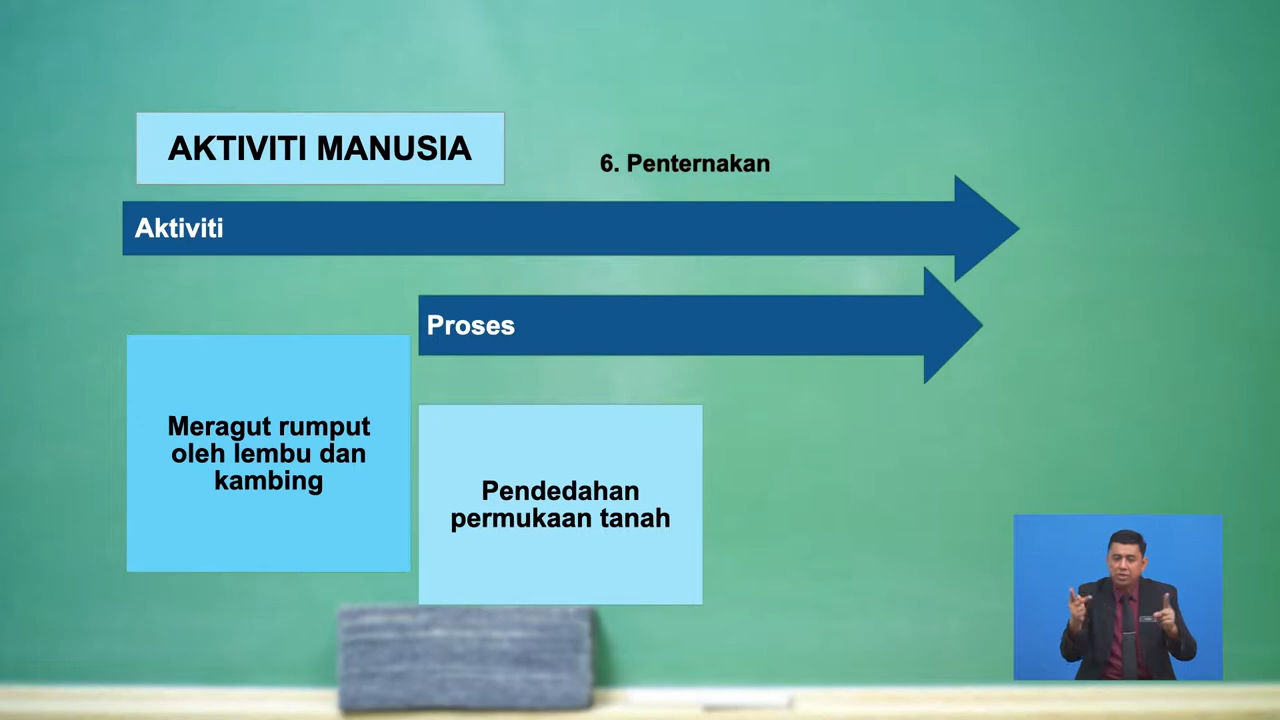 AKTIVITI MANUSIA
6. Penternakan
Aktiviti
Proses
Meragut rumput
oleh lembu dan
kambing
Pendedahan
permukaan tanah